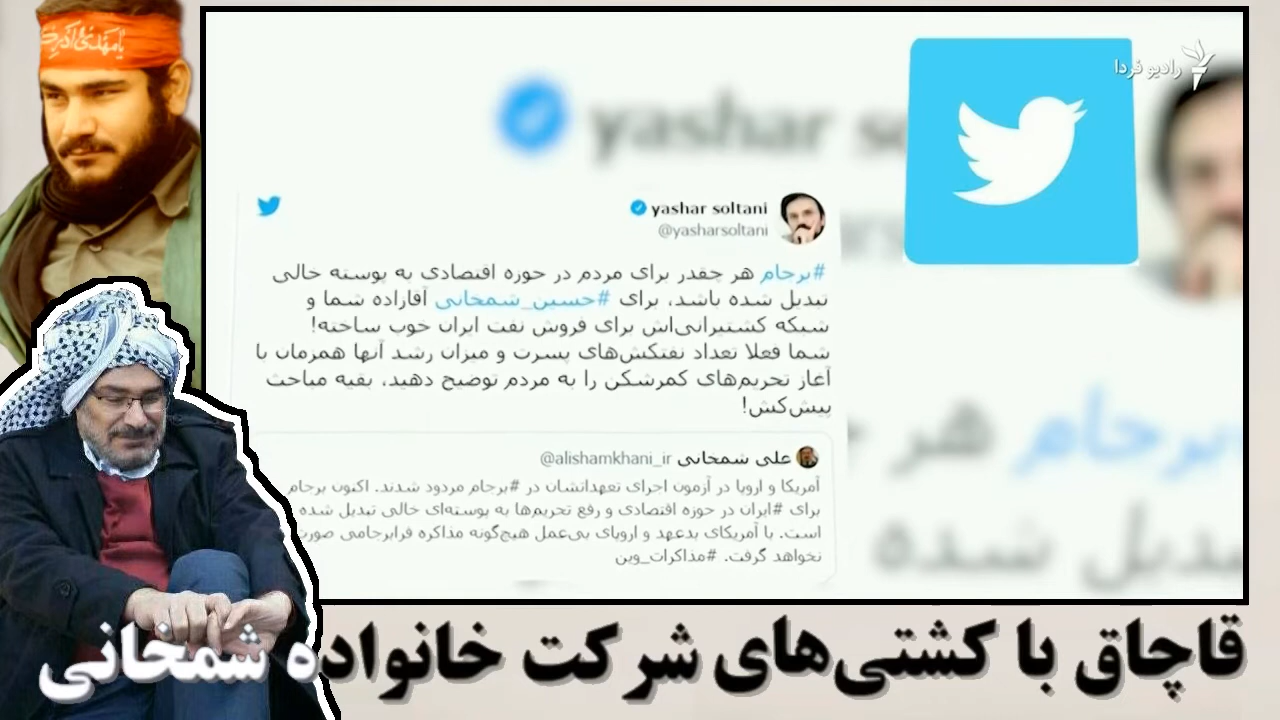 یامهدی ادرک
رادیو فردا
yashar so
yashar soltani
@yasharsoltani
#برجام هر چقدر برای مردم در حوزه اقتصادی به پوسته خالی
تبدیل شده باشد، برای #حسین_شمخانی آقازاده شما و
شبکه کشتیرانی‌اش برای فروش نفت ایران خوب ساخته!
شما فعلا تعداد نفتکش‌های پسرت و میزان رشد آنها همزمان با
آغاز تحریم‌های کمرشکن را به مردم توضیح دهید، بقیه مباحث
پیش‌کش!
علی شمخانی @alishamkhani_ir
آمریکا و اروپا در آزمون اجرای تعهداتشان در #برجام مردود شدند. اکنون برجام
برای #ایران در حوزه اقتصادی و رفع تحریم‌ها به پوسته‌ای خالی تبدیل شده
است. با آمریکای بدعهد و اروپای بی‌عمل هیچ‌گونه مذاکره فرابرجامی صورت
نخواهد گرفت. #مذاکرات_وین
برجام هر
تبدیل شده
قاچاق با کشتی‌های شرکت خانواده شمخانی